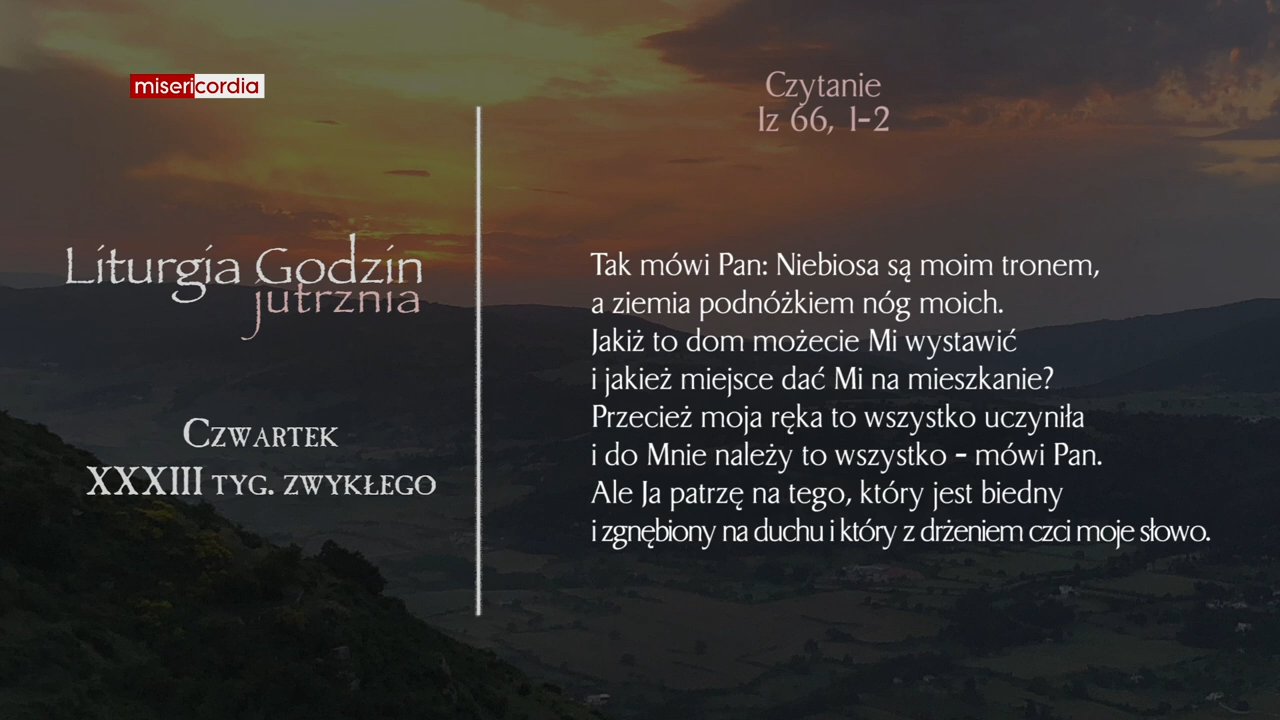 misericordia
Liturgia Godzin
jutrznia
Czwartek
XXXIII tyg. zwykłego
Czytanie
Iz 66, 1-2
Tak mówi Pan: Niebiosa są moim tronem,
a ziemia podnóżkiem nóg moich.
Jakiż to dom możecie Mi wystawić
i jakież miejsce dać Mi na mieszkanie?
Przecież moja ręka to wszystko uczyniła
i do Mnie należy to wszystko - mówi Pan.
Ale Ja patrzę na tego, który jest biedny
i zgnębiony na duchu i który z drżeniem czci moje słowo.